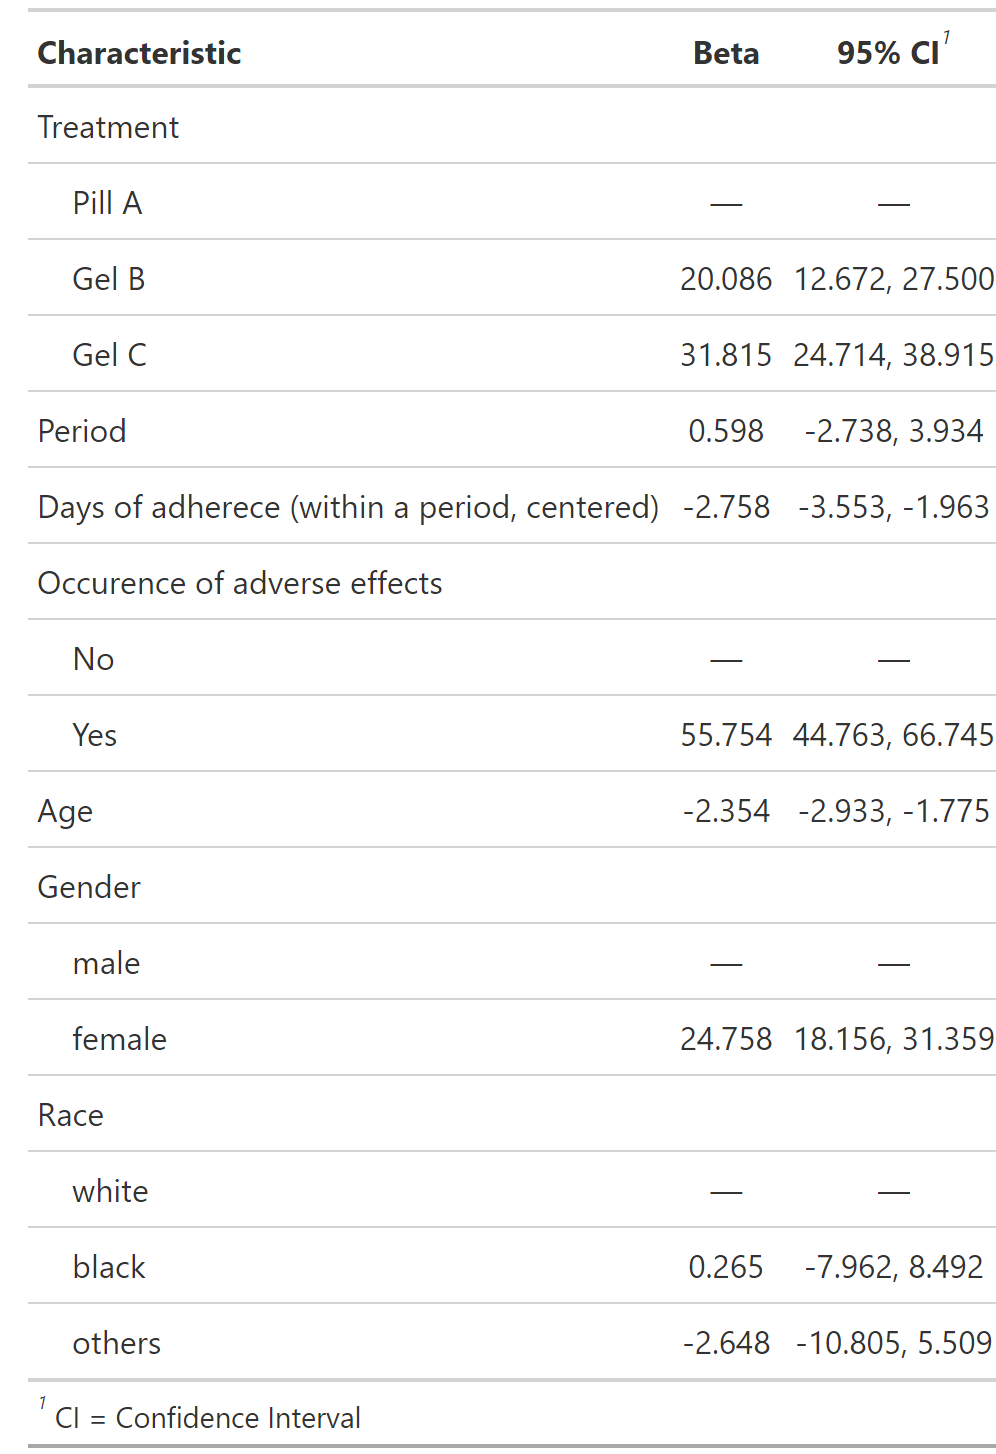 Characteristic Beta 95% CI1
Treatment
Pill A — —
Gel B 20.086 12.672, 27.500
Gel C 31.815 24.714, 38.915
Period 0.598 -2.738, 3.934
Days of adherece (within a period, centered) -2.758 -3.553, -1.963
Occurence of adverse effects
No — —
Yes 55.754 44.763, 66.745
Age -2.354 -2.933, -1.775
Gender
male — —
female 24.758 18.156, 31.359
Race
white — —
black 0.265 -7.962, 8.492
others -2.648 -10.805, 5.509
1 CI = Confidence Interval